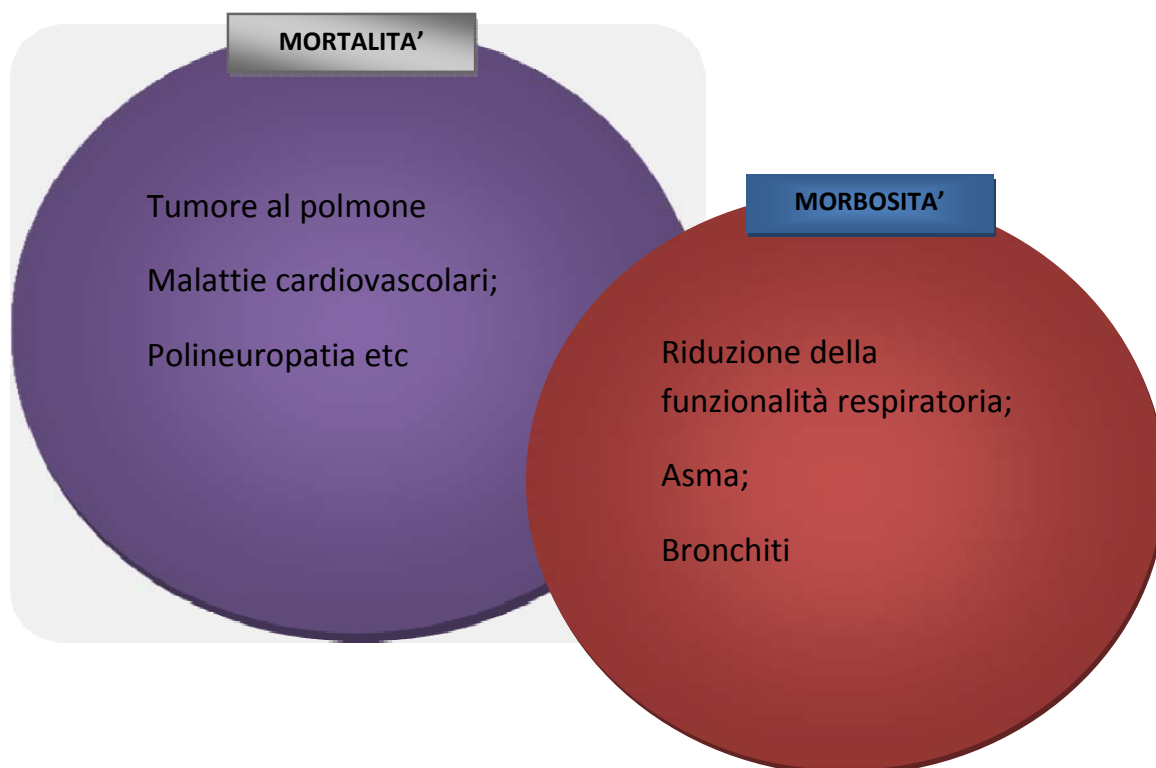 MORTALITA’
Tumore al polmone
Malattie cardiovascolari;
Polineuropatia etc
MORBOSITA’
Riduzione della
funzionalità respiratoria;
Asma;
Bronchiti